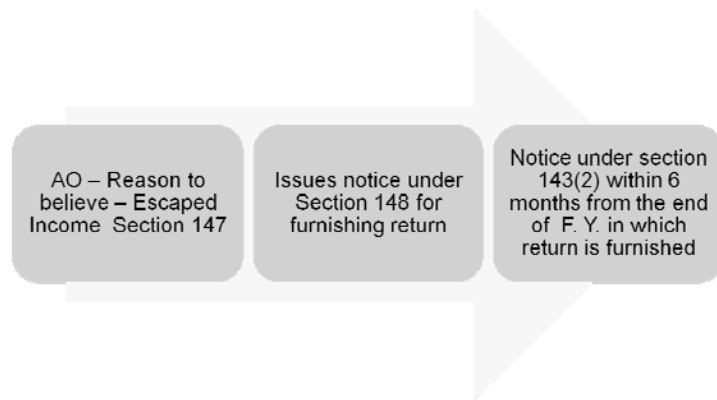 AO – Reason to
believe – Escaped
Income Section 147
Issues notice under
Section 148 for
furnishing return
Notice under section
143(2) within 6
months from the end
of F. Y. in which
return is furnished